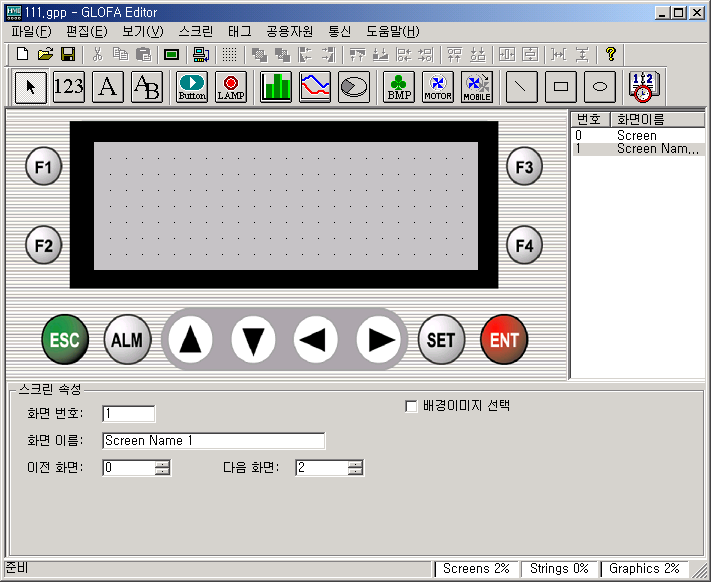 111.gpp - GLOFA Editor
파일(F) 편집(E) 보기(V) 스크린 태그 공용자원 통신 도움말(H)
123 A AB Button LAMP BMP MOTOR MOBILE 12
번호 화면이름
0 Screen
1 Screen Nam...
F1 F3
F2 F4
ESC ALM SET ENT
스크린 속성
화면 번호: 1 배경이미지 선택
화면 이름: Screen Name 1
이전 화면: 0 다음 화면: 2
준비 Screens 2% Strings 0% Graphics 2%